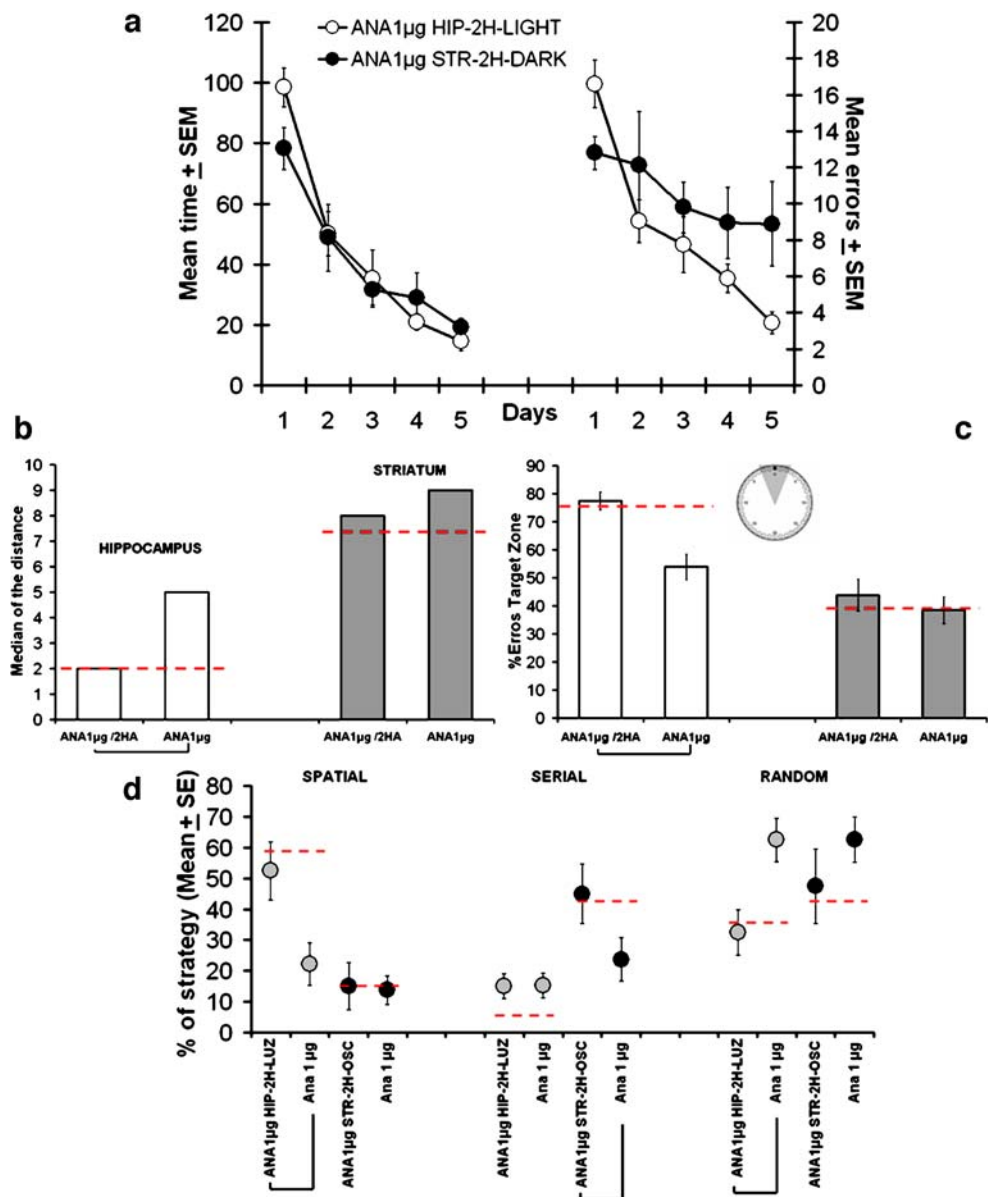 a
ANA1µg HIP-2H-LIGHT
ANA1µg STR-2H-DARK
Mean time ± SEM
120
100
80
60
40
20
0
Mean errors ± SEM
20
18
16
14
12
10
8
6
4
2
0
1 2 3 4 5 Days 1 2 3 4 5
b
Median of the distance
10
9
8
7
6
5
4
3
2
1
0
HIPPOCAMPUS
STRIATUM
ANA1µg /2HA ANA1µg ANA1µg /2HA ANA1µg
c
%Erros Target Zone
90
80
70
60
50
40
30
20
10
0
ANA1µg /2HA ANA1µg ANA1µg /2HA ANA1µg
d
SPATIAL SERIAL RANDOM
% of strategy (Mean ± SE)
80
70
60
50
40
30
20
10
0
ANA1µg HIP-2H-LUZ
Ana 1 µg
ANA1µg STR-2H-OSC
Ana 1 µg
ANA1µg HIP-2H-LUZ
Ana 1 µg
ANA1µg STR-2H-OSC
Ana 1 µg
ANA1µg HIP-2H-LUZ
Ana 1 µg
ANA1µg STR-2H-OSC
Ana 1 µg